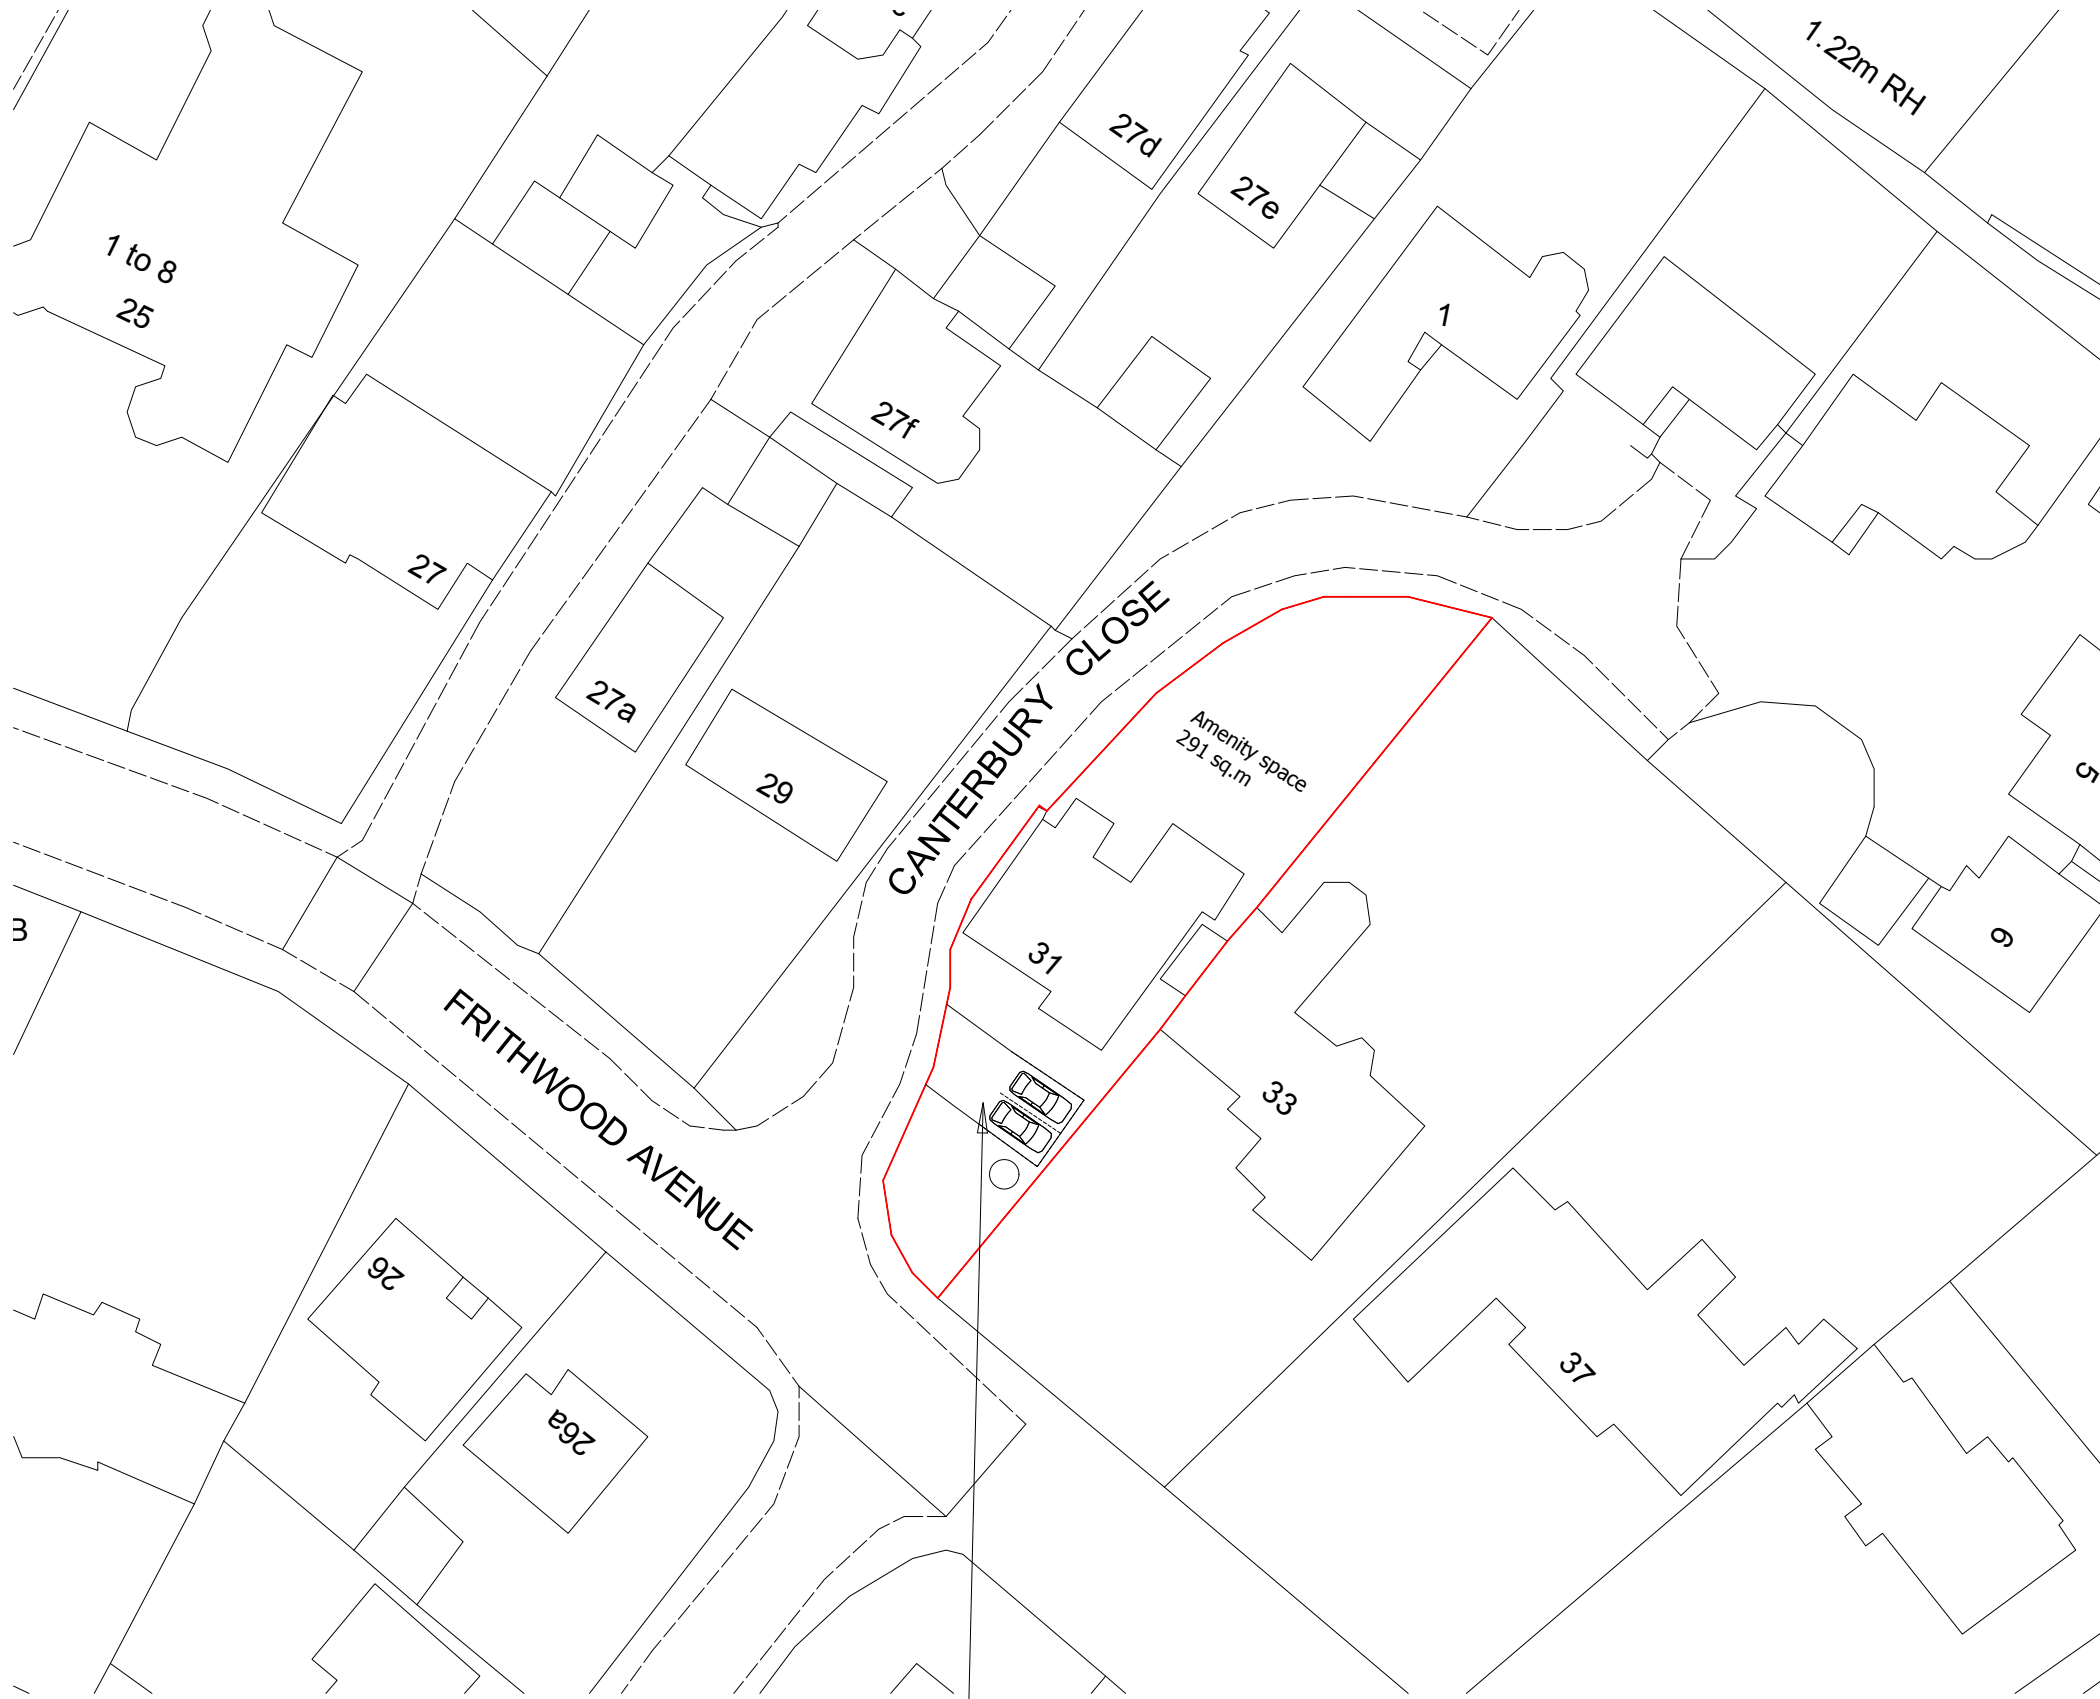 1.22m RH
27d
27e
1 to 8
25
1
27f
27
27a
CANTERBURY CLOSE
Amenity space
291 sq.m
29
5
B
31
6
FRITHWOOD AVENUE
33
26
37
26a